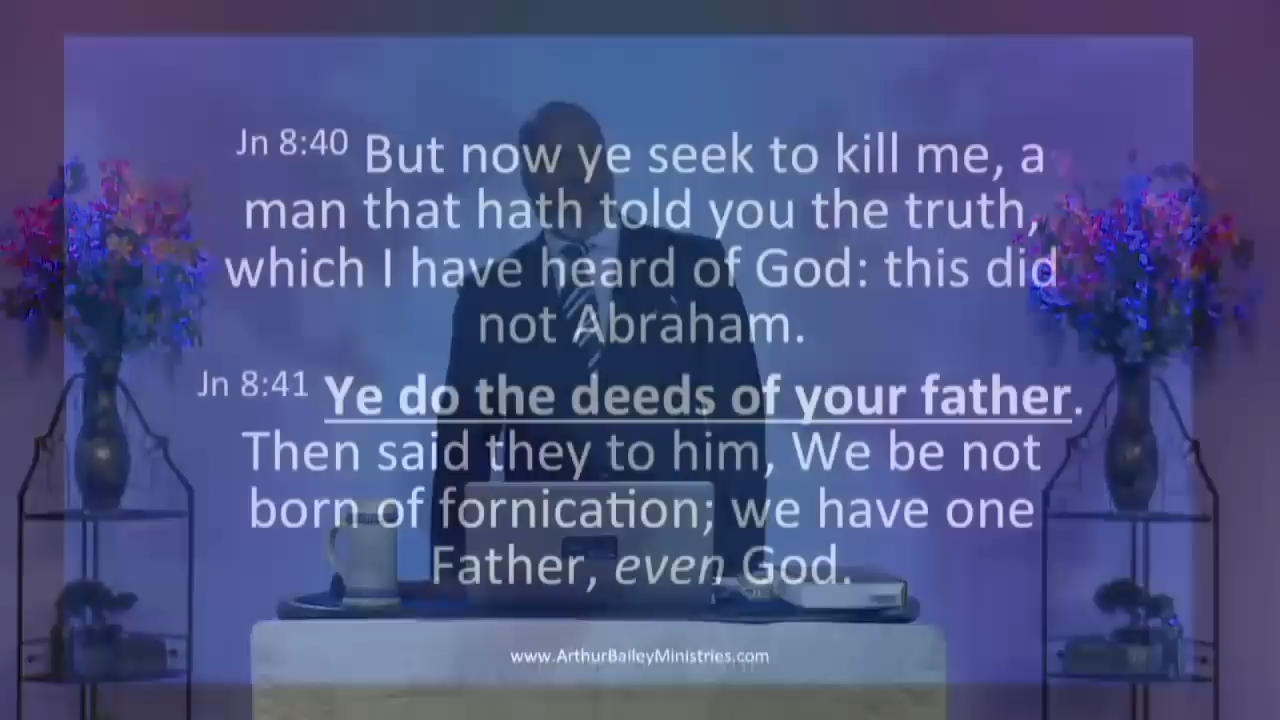 Jn 8:40 But now ye seek to kill me, a
man that hath told you the truth,
which I have heard of God: this did
not Abraham.
Jn 8:41 Ye do the deeds of your father.
Then said they to him, We be not
born of fornication; we have one
Father, even God.
www.ArthurBaileyMinistries.com